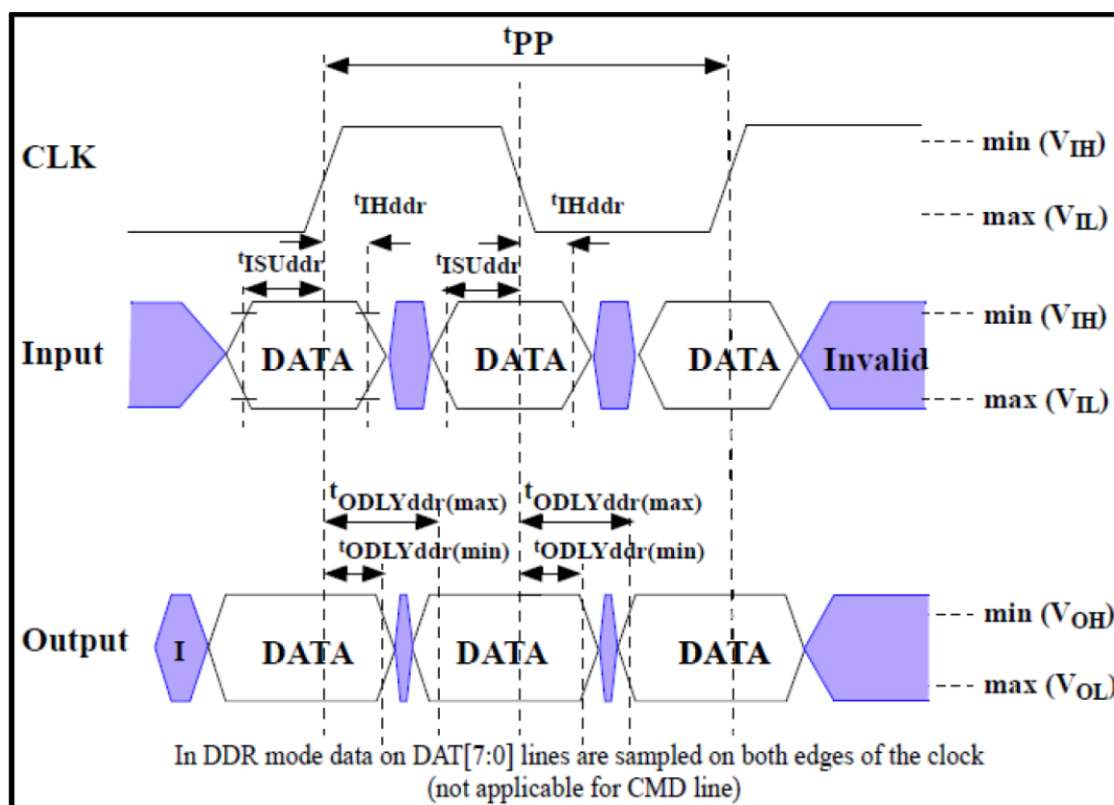 tPP
CLK
min (VIH)
tIHddr
tIHddr
max (VIL)
tISUddr
tISUddr
Input
DATA
DATA
DATA
Invalid
min (VIH)
max (VIL)
tODLYddr(max)
tODLYddr(max)
tODLYddr(min)
tODLYddr(min)
Output
I
DATA
DATA
DATA
min (VOH)
max (VOL)
In DDR mode data on DAT[7:0] lines are sampled on both edges of the clock
(not applicable for CMD line)